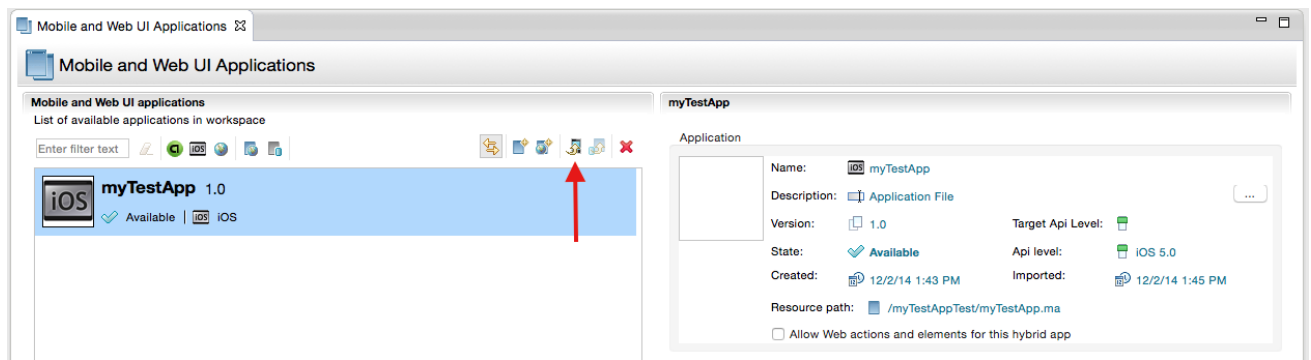 Mobile and Web UI Applications
Mobile and Web UI Applications
Mobile and Web UI applications
List of available applications in workspace
Enter filter text
iOS
iOS
myTestApp 1.0
Available | iOS iOS
myTestApp
Application
Name: iOS myTestApp
Description: Application File
...
Version: 1.0 Target Api Level:
State: Available Api level: iOS 5.0
Created: 12/2/14 1:43 PM Imported: 12/2/14 1:45 PM
Resource path: /myTestAppTest/myTestApp.ma
Allow Web actions and elements for this hybrid app